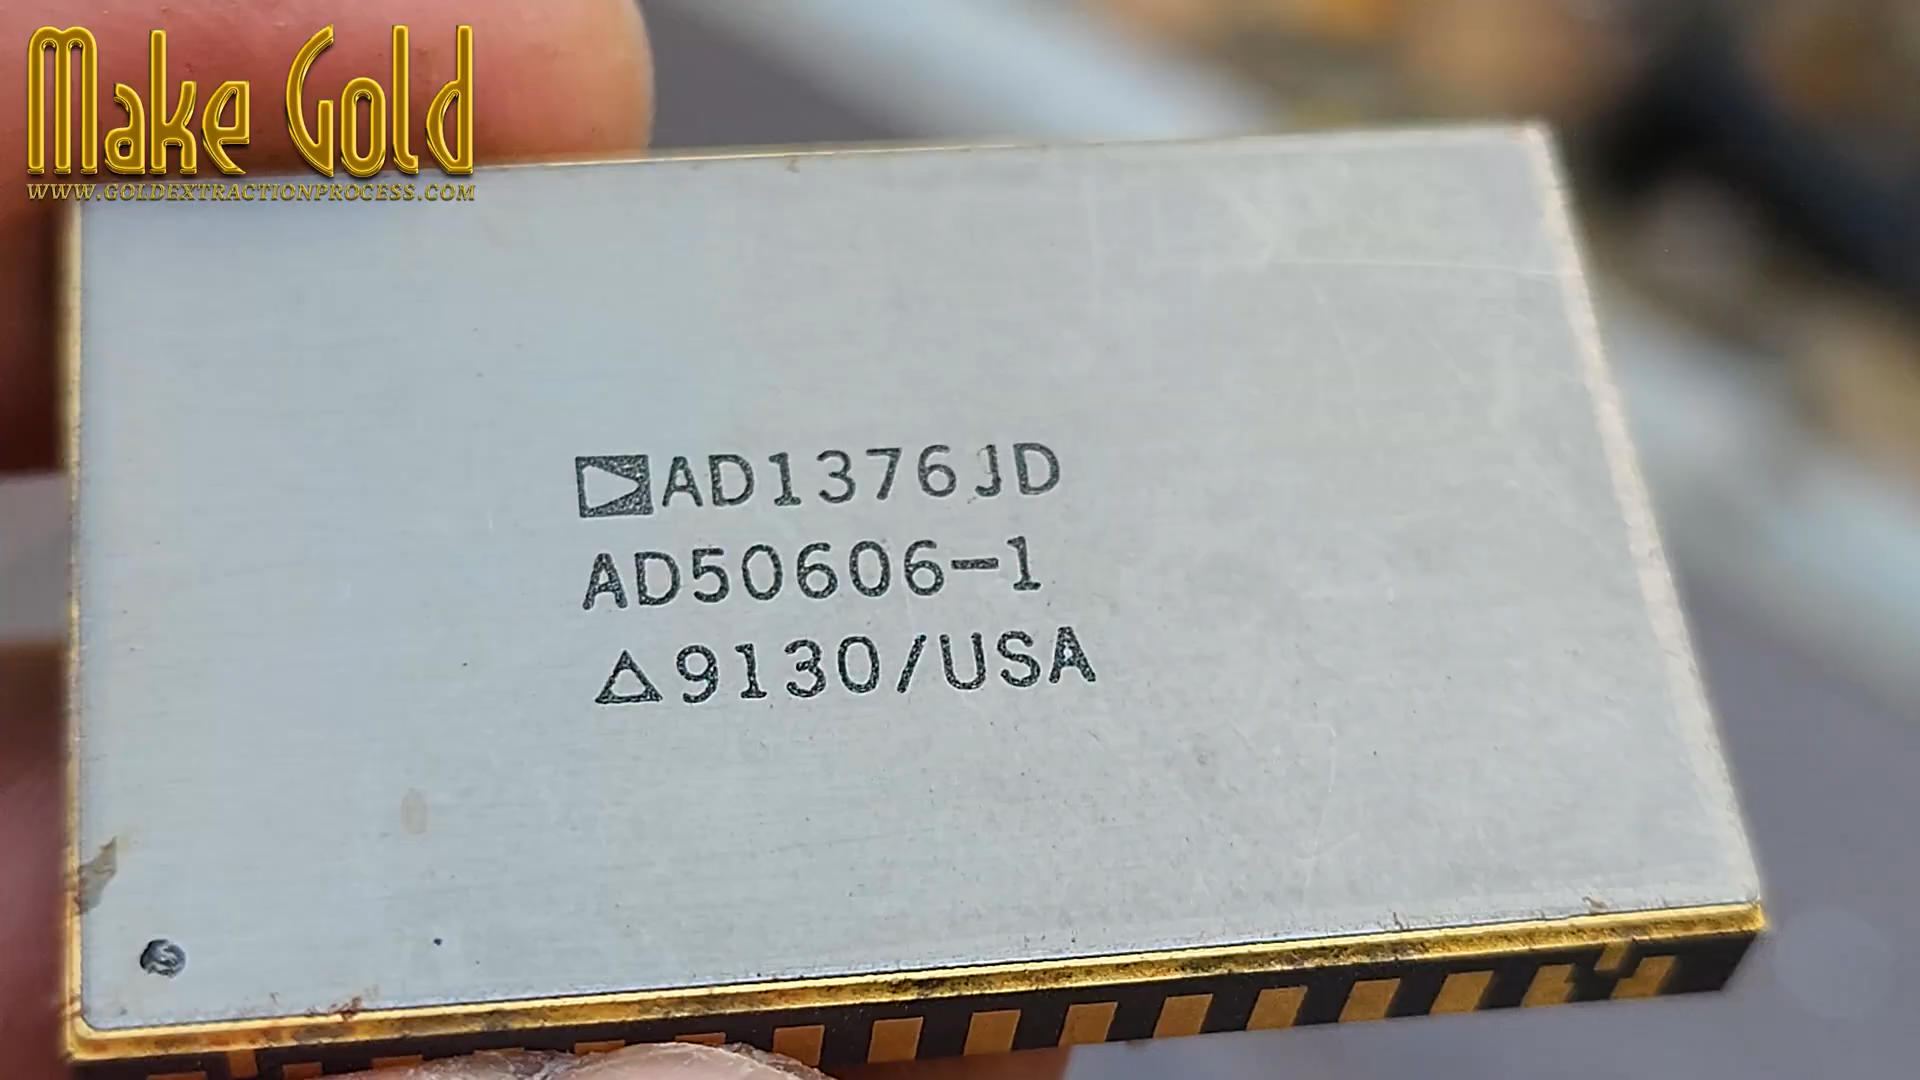 Make Gold
WWW.GOLDEXTRACTIONPROCESS.COM
AD1376JD
AD50606-1
△9130/USA